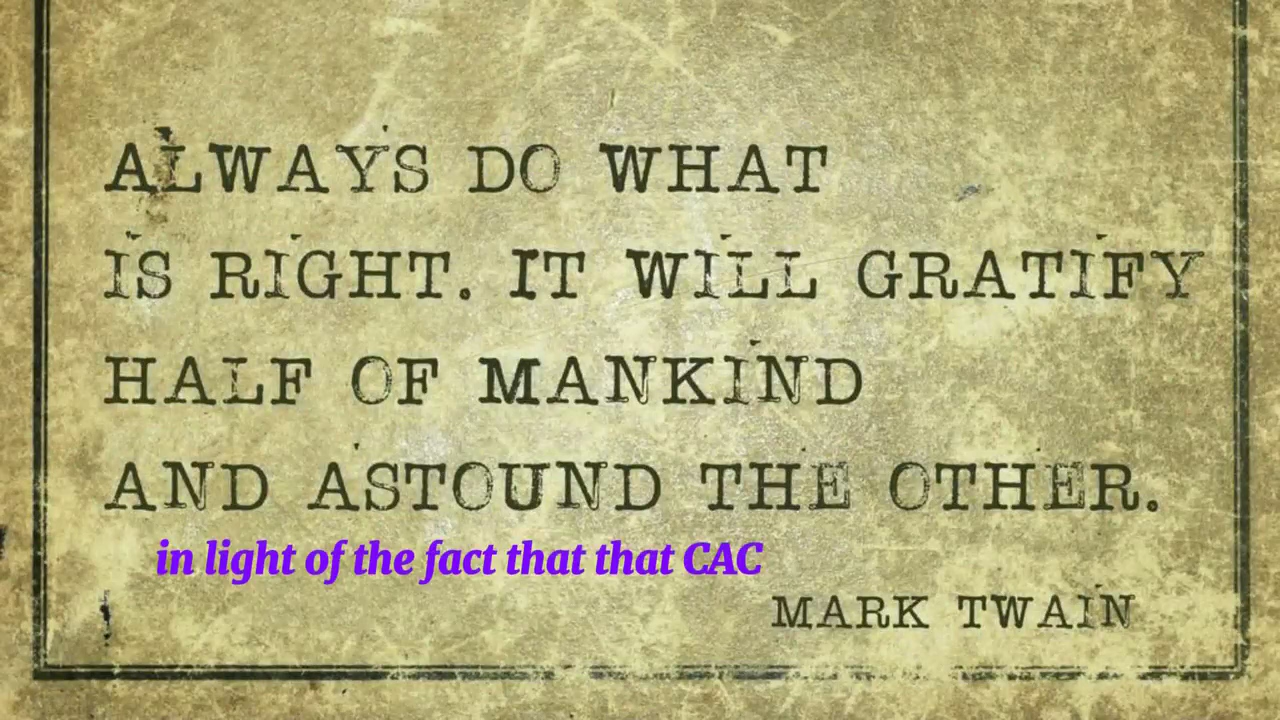 ALWAYS DO WHAT
IS RIGHT. IT WILL GRATIFY
HALF OF MANKIND
AND ASTOUND THE OTHER.
in light of the fact that that CAC
MARK TWAIN